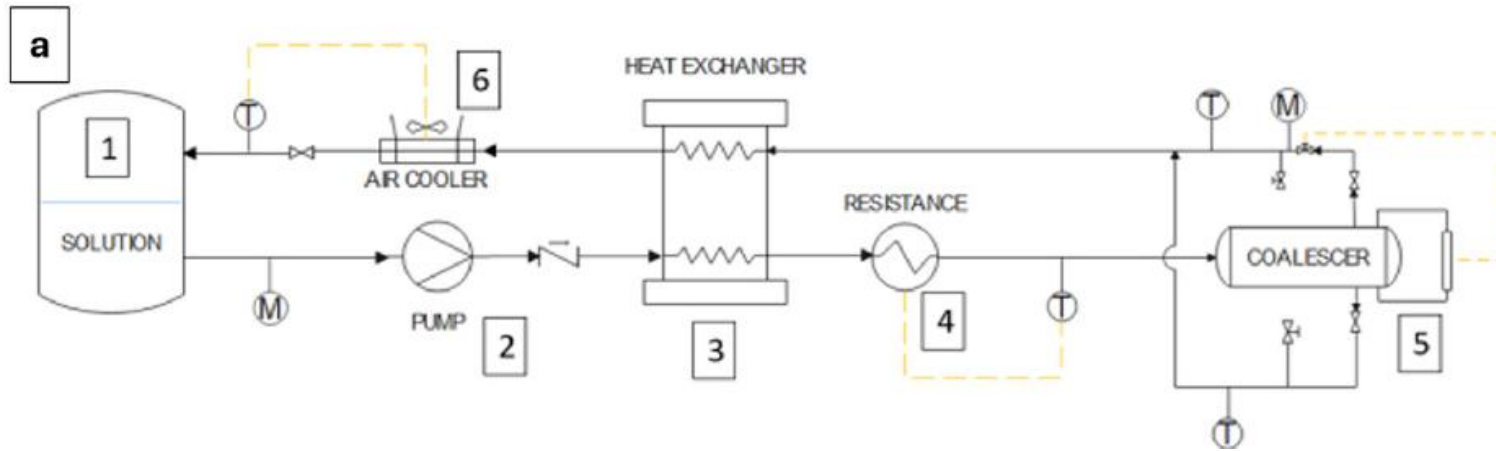 a
6
HEAT EXCHANGER
T
T
M
1
AIR COOLER
RESISTANCE
SOLUTION
COALESCER
M
PUMP
2
3
4
T
5
T